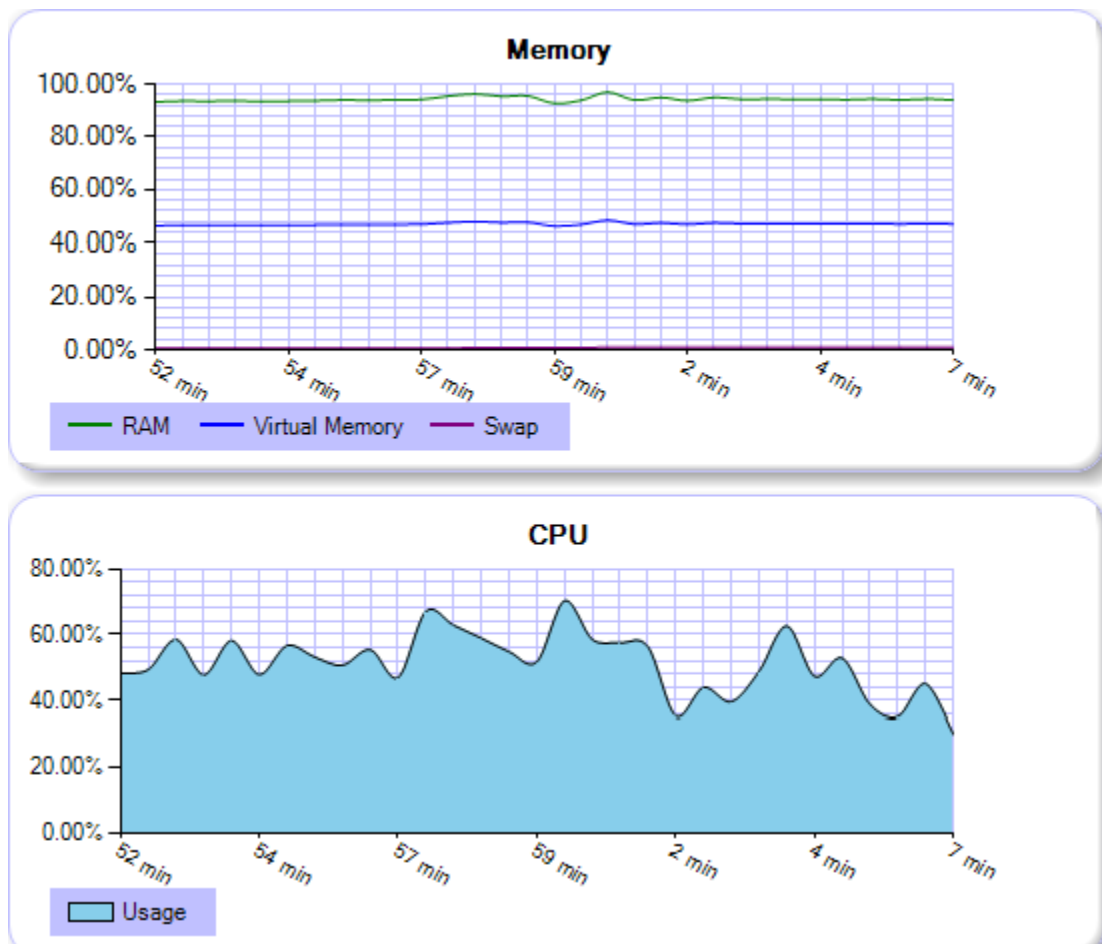 Memory
100.00%
80.00%
60.00%
40.00%
20.00%
0.00%
52 min 54 min 57 min 59 min 2 min 4 min 7 min
RAM Virtual Memory Swap
CPU
80.00%
60.00%
40.00%
20.00%
0.00%
52 min 54 min 57 min 59 min 2 min 4 min 7 min
Usage